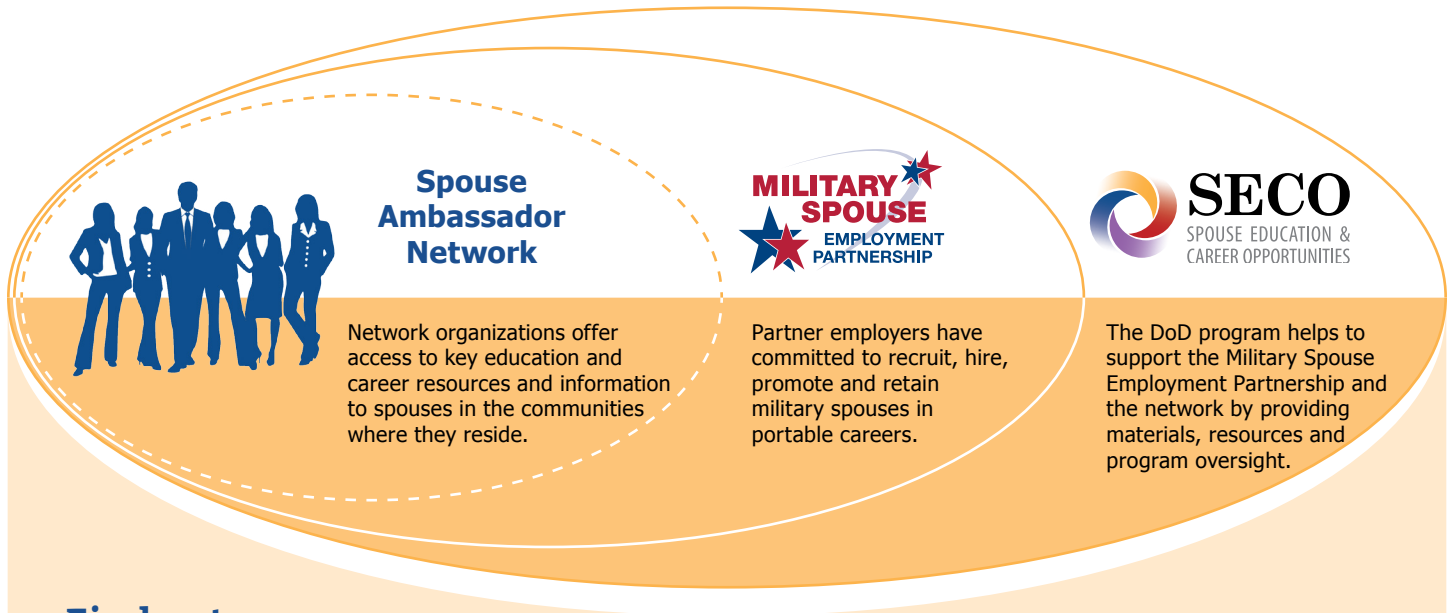 Spouse
Ambassador
Network
Network organizations offer
access to key education and
career resources and information
to spouses in the communities
where they reside.
MILITARY
SPOUSE
EMPLOYMENT
PARTNERSHIP
Partner employers have
committed to recruit, hire,
promote and retain
military spouses in
portable careers.
SECO
SPOUSE EDUCATION &
CAREER OPPORTUNITIES
The DoD program helps to
support the Military Spouse
Employment Partnership and
the network by providing
materials, resources and
program oversight.